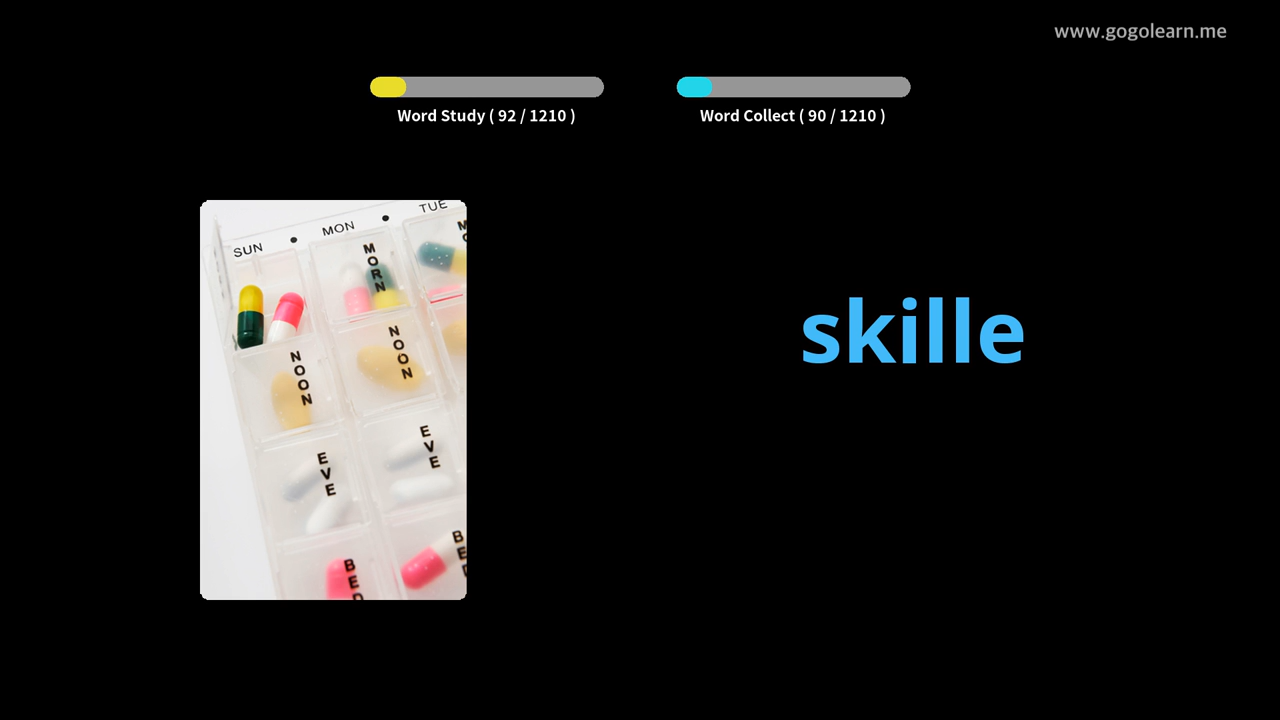 www.gogolearn.me
Word Study ( 92 / 1210 )
Word Collect ( 90 / 1210 )
SUN
MON
TUE
MORN
NOON
NOON
EVE
EVE
BED
skille